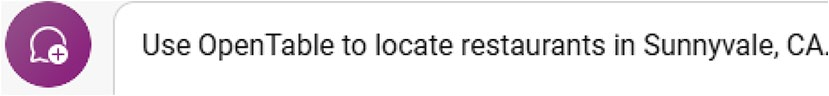 Use OpenTable to locate restaurants in Sunnyvale, CA.